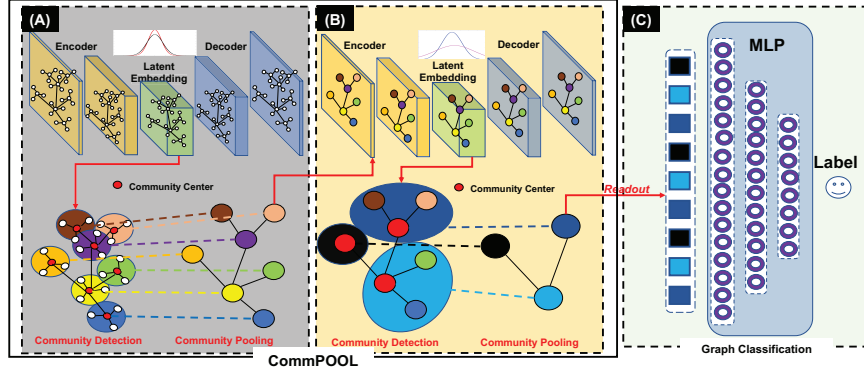 (A)
Encoder
Decoder
Latent
Embedding
Community Center
Community Detection
Community Pooling
(B)
Encoder
Decoder
Latent
Embedding
Community Center
Community Detection
Community Pooling
CommPOOL
Readout
(C)
MLP
Label
Graph Classification